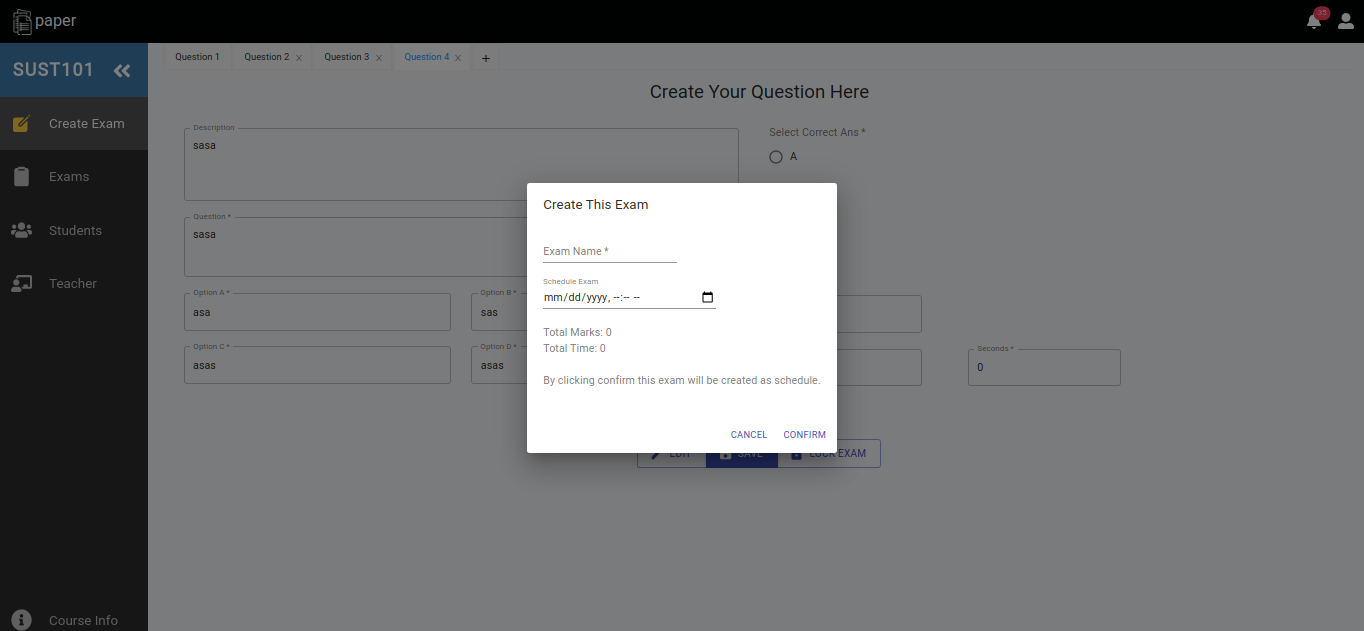 paper
35
SUST101
Question 1
Question 2 x
Question 3 x
Question 4 x
+
Create Exam
Exams
Students
Teacher
Course Info
Create Your Question Here
Description
sasa
Select Correct Ans *
A
Question *
sasa
Option A *
asa
Option B *
sas
Option C *
asas
Option D *
asas
Seconds *
0
EDIT
SAVE
LOCK EXAM
Create This Exam
Exam Name *
Schedule Exam
mm/dd/yyyy, --:-- --
Total Marks: 0
Total Time: 0
By clicking confirm this exam will be created as schedule.
CANCEL
CONFIRM